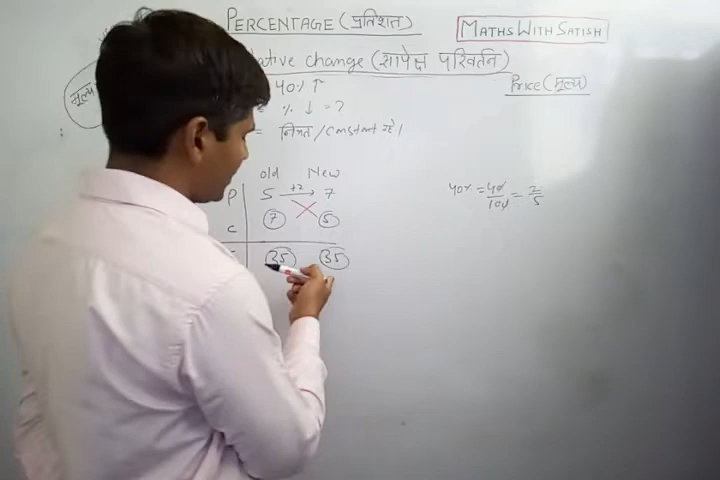 PERCENTAGE (प्रतिशत)
MATHS WITH SATISH
change (सापेक्ष परिवर्तन)
Price (मूल्य)
मूल्य
40% ↑
% ↓ = ?
= नियत / constant रहे।
old New
P 5 +2 → 7
40% = 40/100 = 2/5
C 7 5
35 35